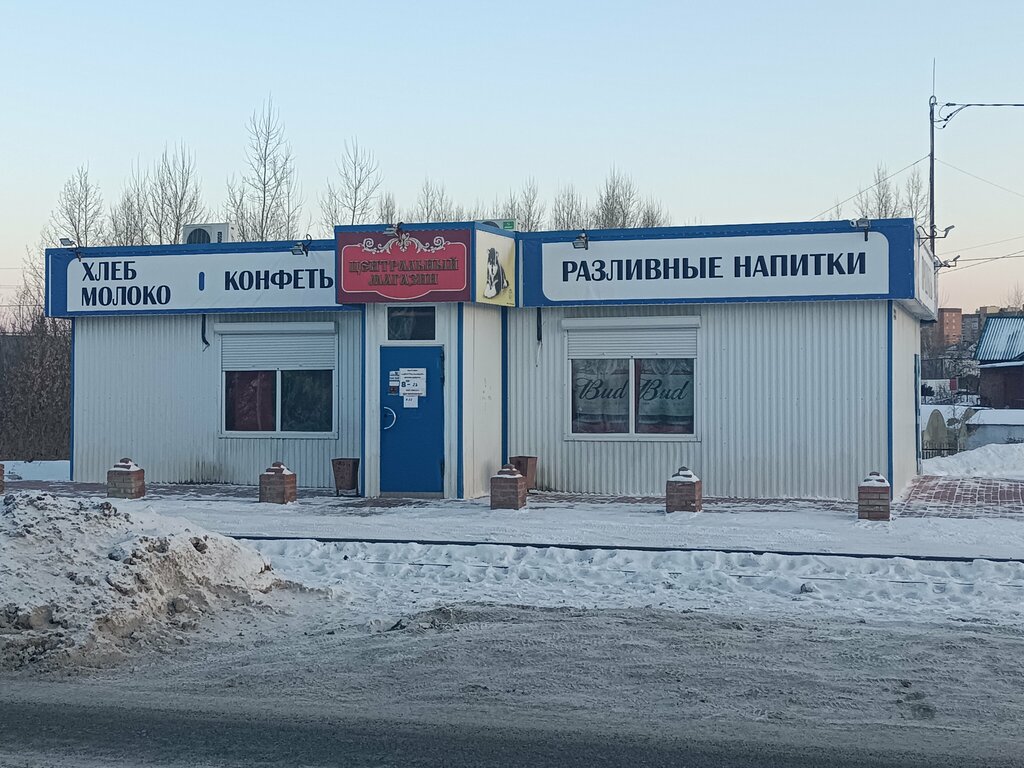 ХЛЕБ
МОЛОКО
КОНФЕТЫ
ЦЕНТРАЛЬНЫЙ
МАГАЗИН
РАЗЛИВНЫЕ НАПИТКИ
Bud Bud